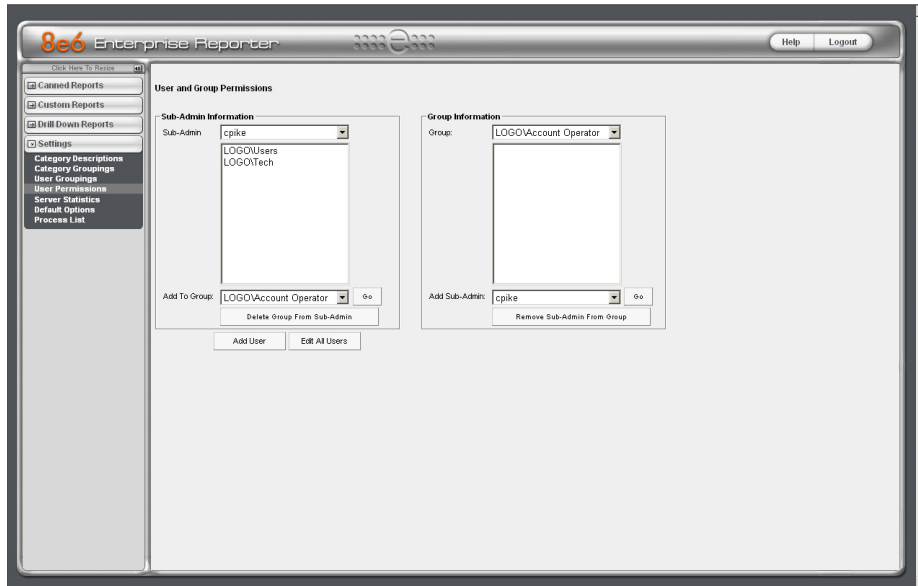 8e6 Enterprise Reporter
Help Logout
Click Here To Resize
Canned Reports
Custom Reports
Drill Down Reports
Settings
Category Descriptions
Category Groupings
User Groupings
User Permissions
Server Statistics
Default Options
Process List
User and Group Permissions
Sub-Admin Information
Sub-Admin cpike
LOGO\Users
LOGO\Tech
Add To Group: LOGO\Account Operator Go
Delete Group From Sub-Admin
Add User Edit All Users
Group Information
Group: LOGO\Account Operator
Add Sub-Admin: cpike Go
Remove Sub-Admin From Group